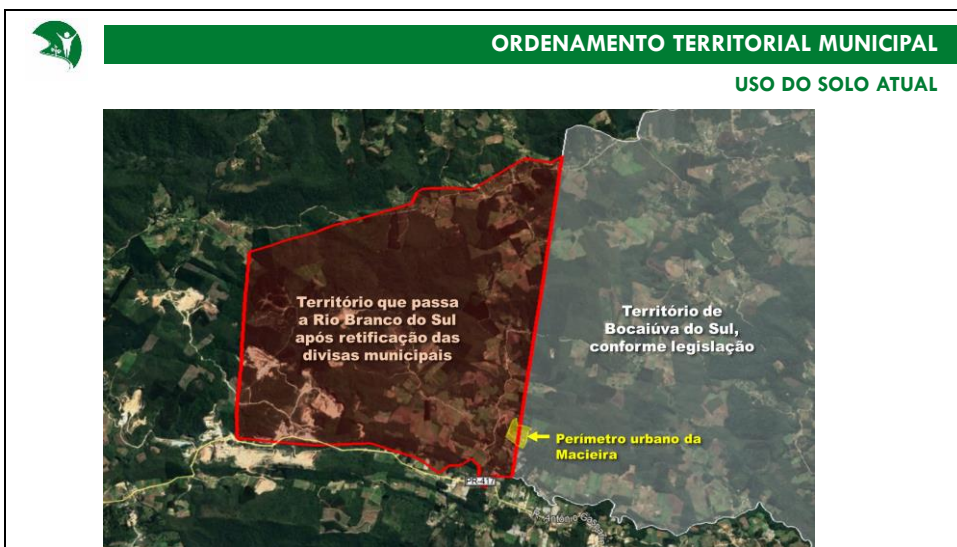 ORDENAMENTO TERRITORIAL MUNICIPAL
USO DO SOLO ATUAL
Território que passa
a Rio Branco do Sul
após retificação das
divisas municipais
Território de
Bocaiúva do Sul,
conforme legislação
Perímetro urbano da
Macieira
PR-417
R. Antônio